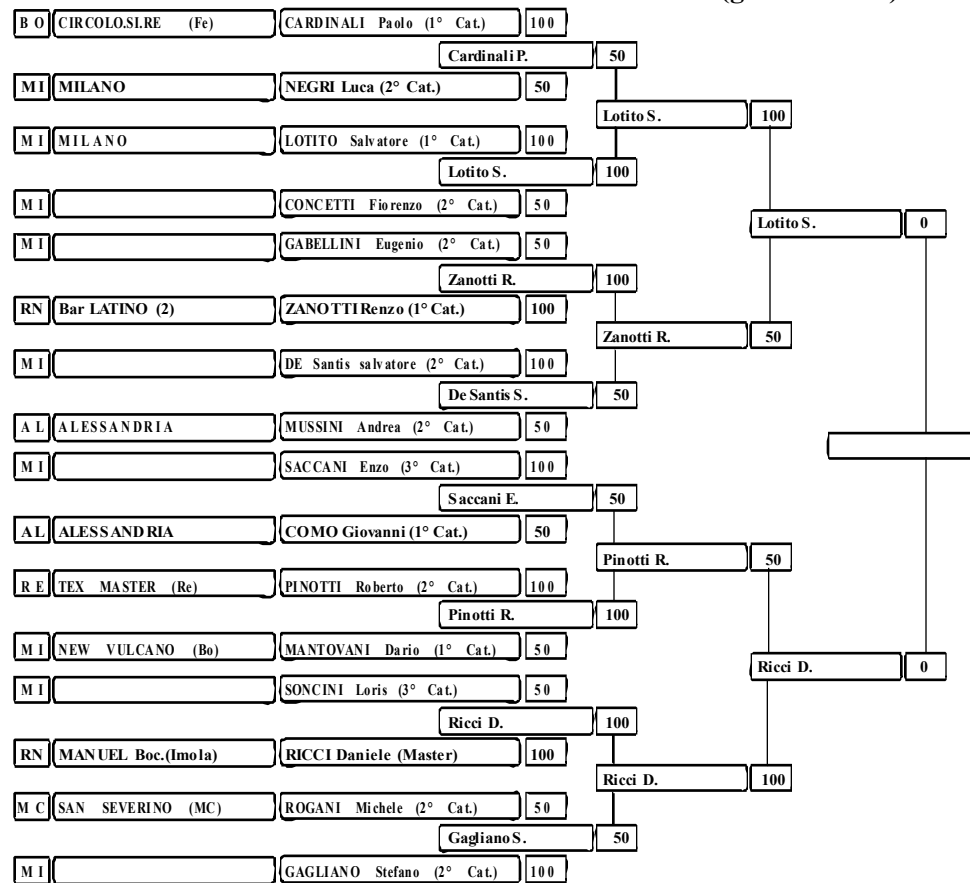 (g
B O CIRCOLO.SI.RE (Fe) CARDINALI Paolo (1° Cat.) 100
Cardinali P. 50
MI MILANO NEGRI Luca (2° Cat.) 50
Lotito S. 100
M I MILANO LOTITO Salvatore (1° Cat.) 100
Lotito S. 100
M I CONCETTI Fiorenzo (2° Cat.) 50
Lotito S. 0
M I GABELLINI Eugenio (2° Cat.) 50
Zanotti R. 100
RN Bar LATINO (2) ZANOTTI Renzo (1° Cat.) 100
Zanotti R. 50
M I DE Santis salvatore (2° Cat.) 100
De Santis S. 50
A L ALESSANDRIA MUSSINI Andrea (2° Cat.) 50
M I SACCANI Enzo (3° Cat.) 100
Saccani E. 50
AL ALESSANDRIA COMO Giovanni (1° Cat.) 50
Pinotti R. 50
R E TEX MASTER (Re) PINOTTI Roberto (2° Cat.) 100
Pinotti R. 100
M I NEW VULCANO (Bo) MANTOVANI Dario (1° Cat.) 50
Ricci D. 0
M I SONCINI Loris (3° Cat.) 50
Ricci D. 100
RN MANUEL Boc.(Imola) RICCI Daniele (Master) 100
Ricci D. 100
M C SAN SEVERINO (MC) ROGANI Michele (2° Cat.) 50
Gagliano S. 50
M I GAGLIANO Stefano (2° Cat.) 100